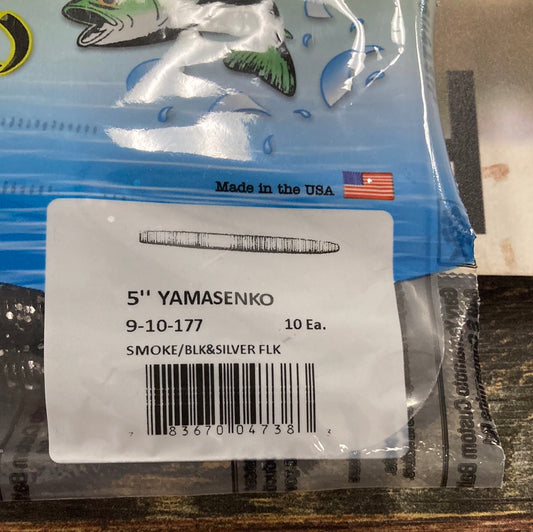 Made in the USA
5'' YAMASENKO
9-10-177 10 Ea.
SMOKE/BLK&SILVER FLK
7 83670 04738 3